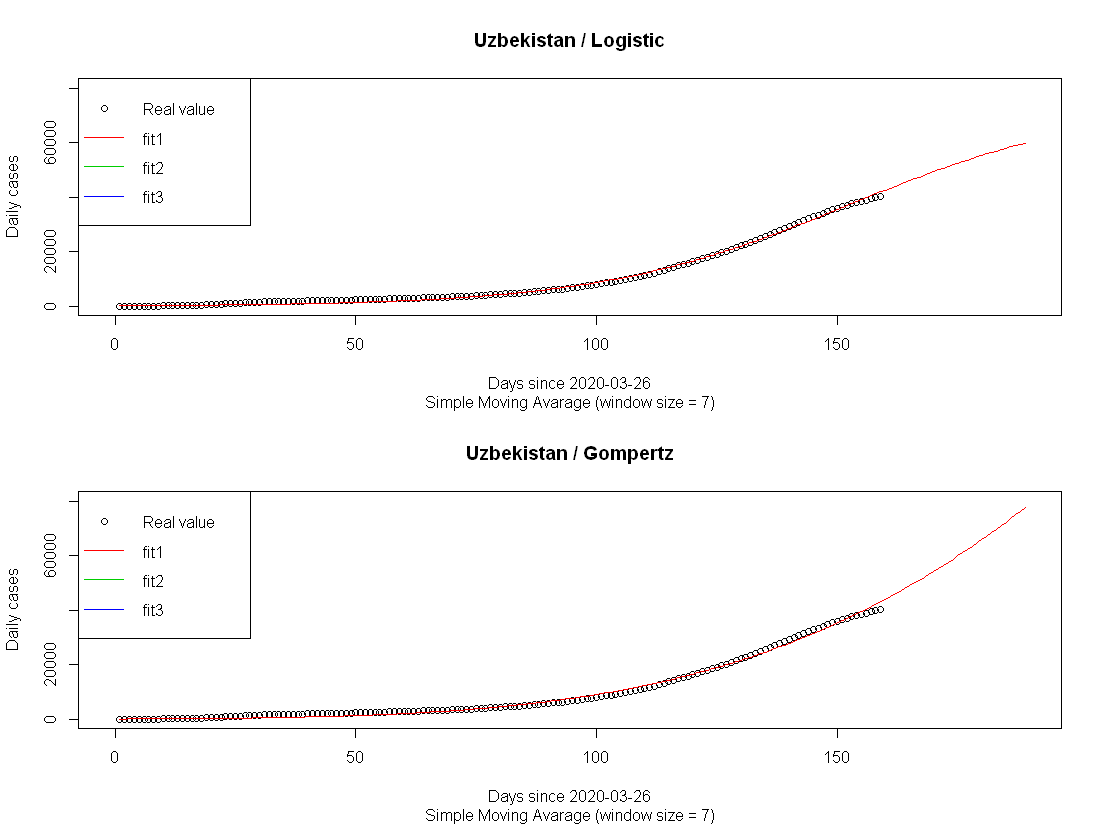 Uzbekistan / Logistic
Real value
fit1
fit2
fit3
Daily cases
0
20000
60000
0
50
100
150
Days since 2020-03-26
Simple Moving Avarage (window size = 7)
Uzbekistan / Gompertz
Real value
fit1
fit2
fit3
Daily cases
0
20000
60000
0
50
100
150
Days since 2020-03-26
Simple Moving Avarage (window size = 7)